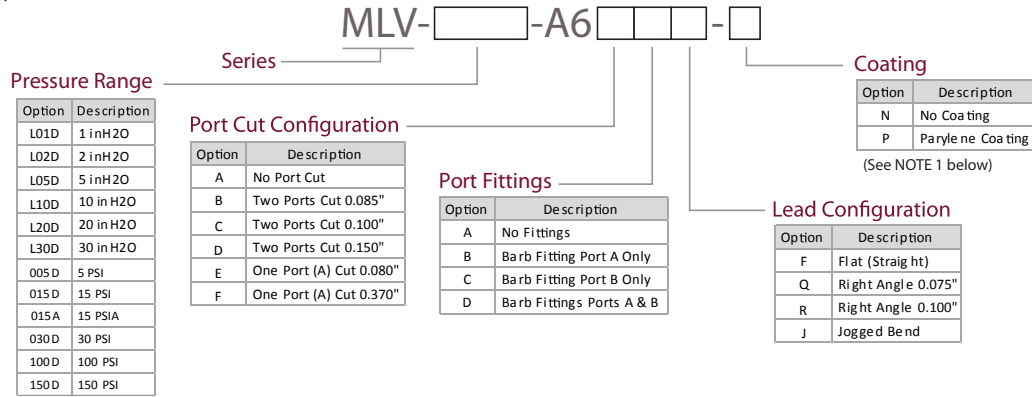 MLV- -A6 -
Series
Pressure Range
Option Description
L01D 1 inH2O
L02D 2 inH2O
L05D 5 inH2O
L10D 10 inH2O
L20D 20 inH2O
L30D 30 inH2O
005D 5 PSI
015D 15 PSI
015A 15 PSIA
030D 30 PSI
100D 100 PSI
150D 150 PSI
Port Cut Configuration
Option Description
A No Port Cut
B Two Ports Cut 0.085"
C Two Ports Cut 0.100"
D Two Ports Cut 0.150"
E One Port (A) Cut 0.080"
F One Port (A) Cut 0.370"
Port Fittings
Option Description
A No Fittings
B Barb Fitting Port A Only
C Barb Fitting Port B Only
D Barb Fittings Ports A & B
Coating
Option Description
N No Coating
P Parylene Coating
(See NOTE 1 below)
Lead Configuration
Option Description
F Flat (Straight)
Q Right Angle 0.075"
R Right Angle 0.100"
J Jogged Bend